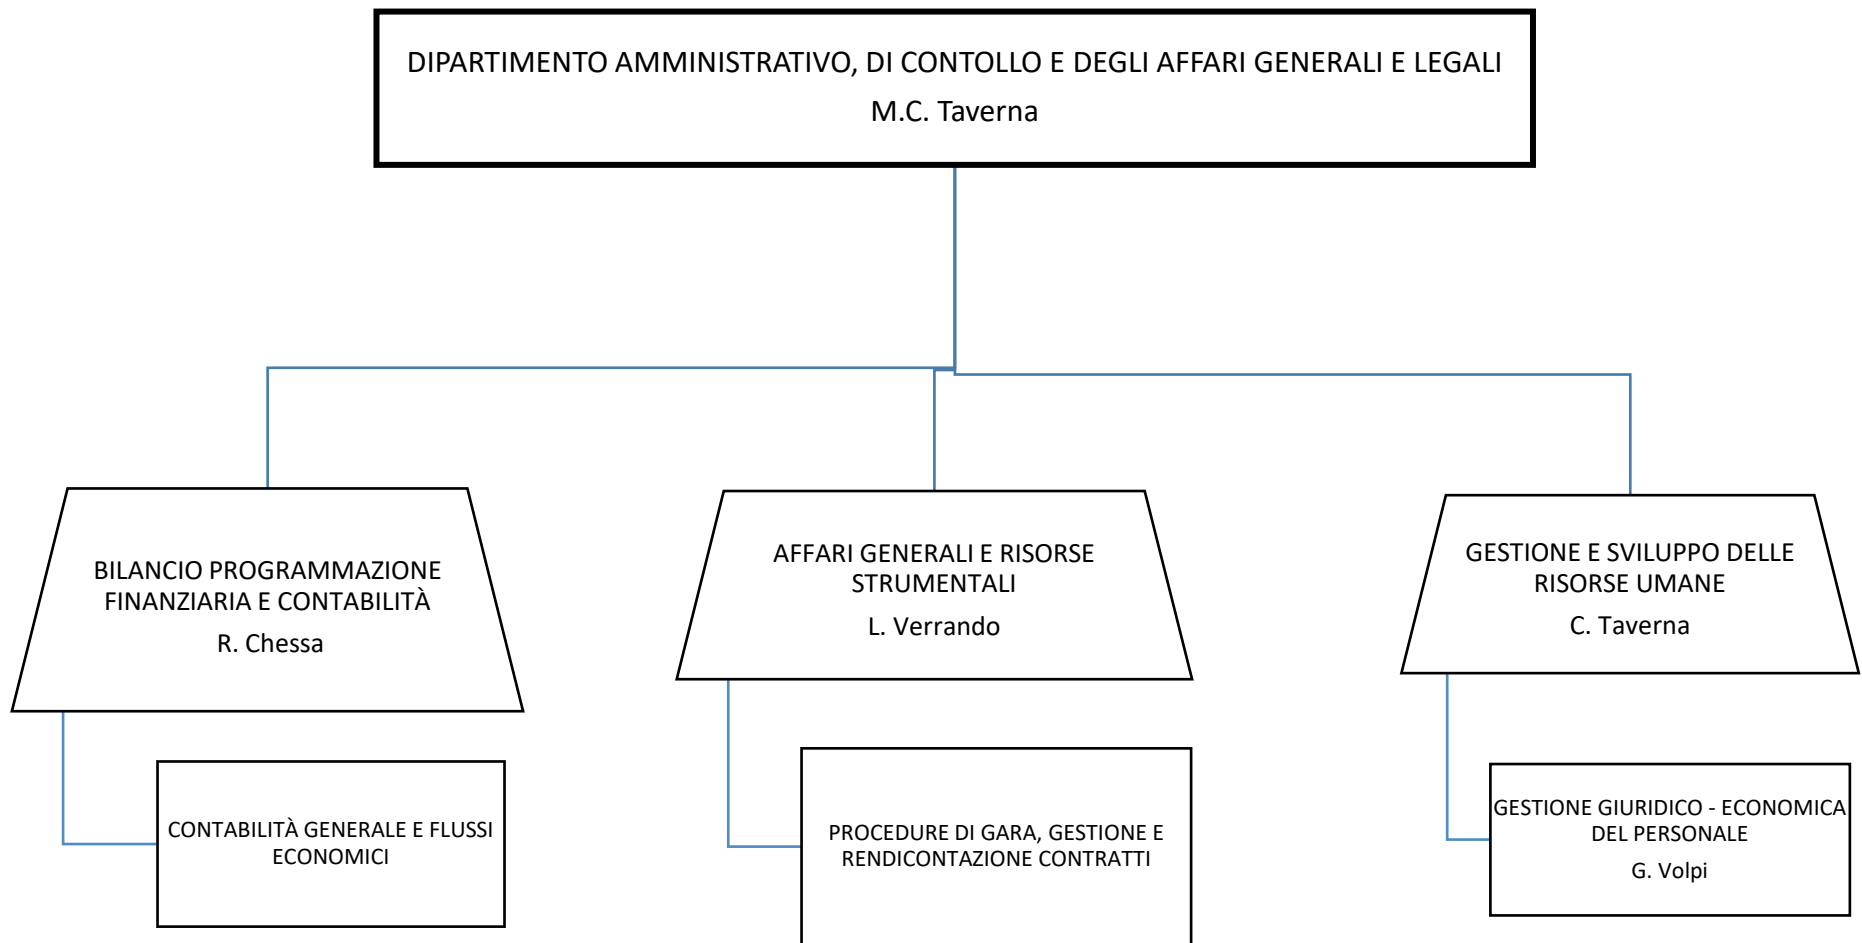 DIPARTIMENTO AMMINISTRATIVO, DI CONTOLLO E DEGLI AFFARI GENERALI E LEGALI
M.C. Taverna
BILANCIO PROGRAMMAZIONE
FINANZIARIA E CONTABILITÀ
R. Chessa
AFFARI GENERALI E RISORSE
STRUMENTALI
L. Verrando
GESTIONE E SVILUPPO DELLE
RISORSE UMANE
C. Taverna
CONTABILITÀ GENERALE E FLUSSI
ECONOMICI
PROCEDURE DI GARA, GESTIONE E
RENDICONTAZIONE CONTRATTI
GESTIONE GIURIDICO - ECONOMICA
DEL PERSONALE
G. Volpi